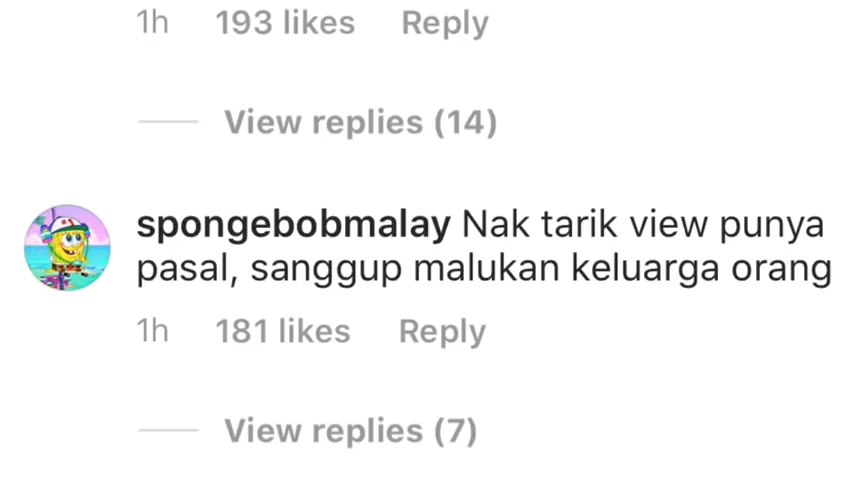 1h 193 likes Reply
View replies (14)
spongebobmalay Nak tarik view punya
pasal, sanggup malukan keluarga orang
1h 181 likes Reply
View replies (7)